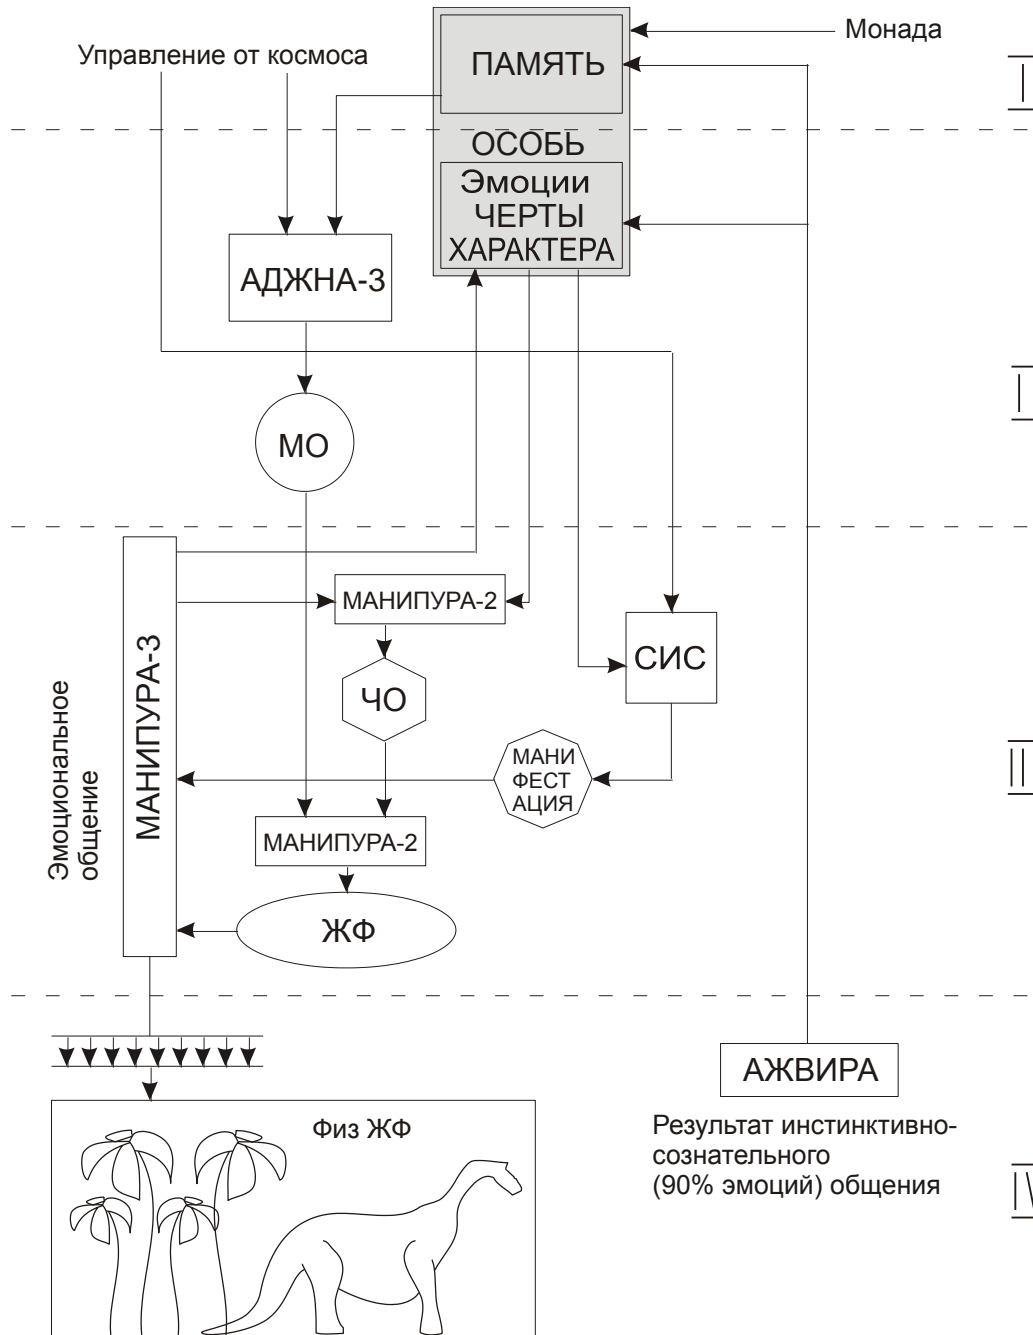 Монада
Управление от космоса
ПАМЯТЬ
I
ОСОБЬ
Эмоции
ЧЕРТЫ
ХАРАКТЕРА
АДЖНА-3
I
МО
МАНИПУРА-3
Эмоциональное
общение
МАНИПУРА-2
ЧО
СИС
МАНИ
ФЕСТ
АЦИЯ
II
МАНИПУРА-2
ЖФ
АЖВИРА
Физ ЖФ
Результат инстинктивно-
сознательного
(90% эмоций) общения